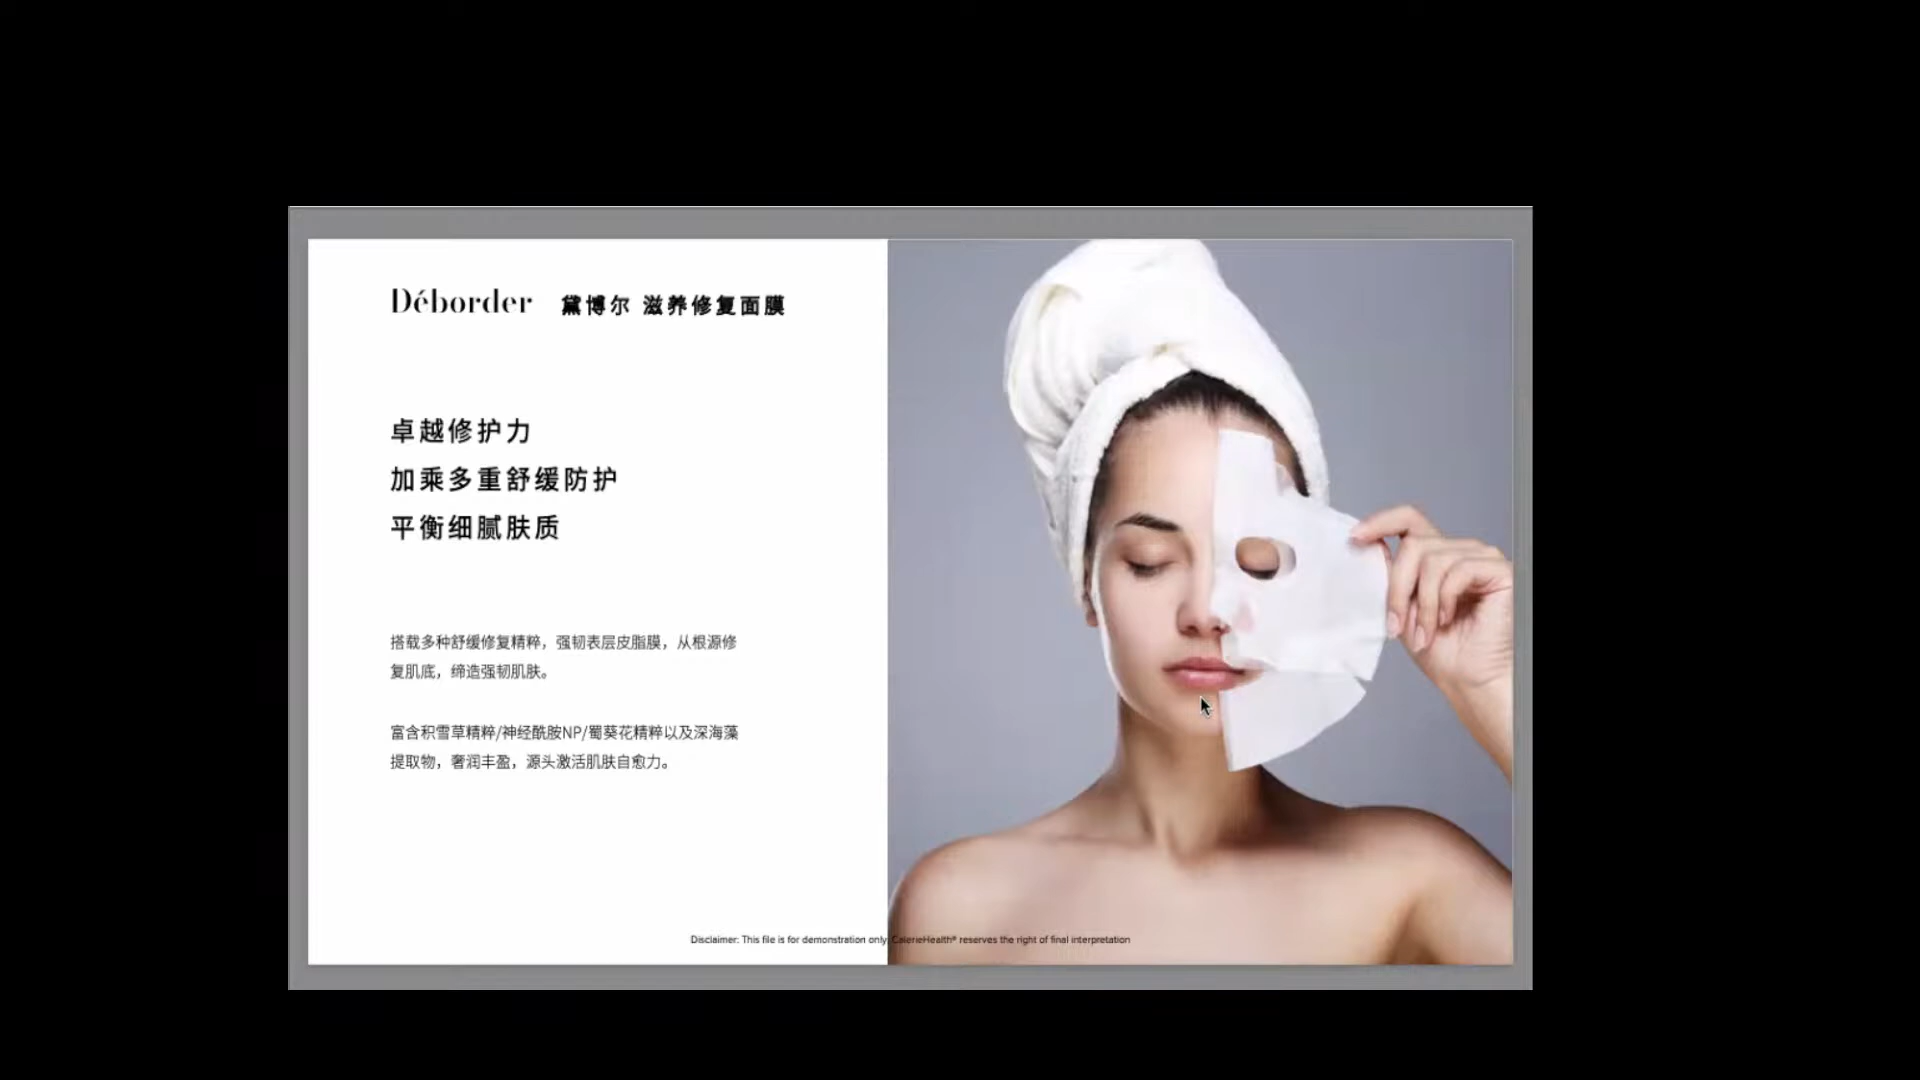 Déborder 黛博尔 滋养修复面膜
卓越修护力
加乘多重舒缓防护
平衡细腻肤质
搭载多种舒缓修复精粹，强韧表层皮脂膜，从根源修
复肌底，缔造强韧肌肤。
富含积雪草精粹/神经酰胺NP/蜀葵花精粹以及深海藻
提取物，奢润丰盈，源头激活肌肤自愈力。
Disclaimer: This file is for demonstration only. CalerieHealth® reserves the right of final interpretation